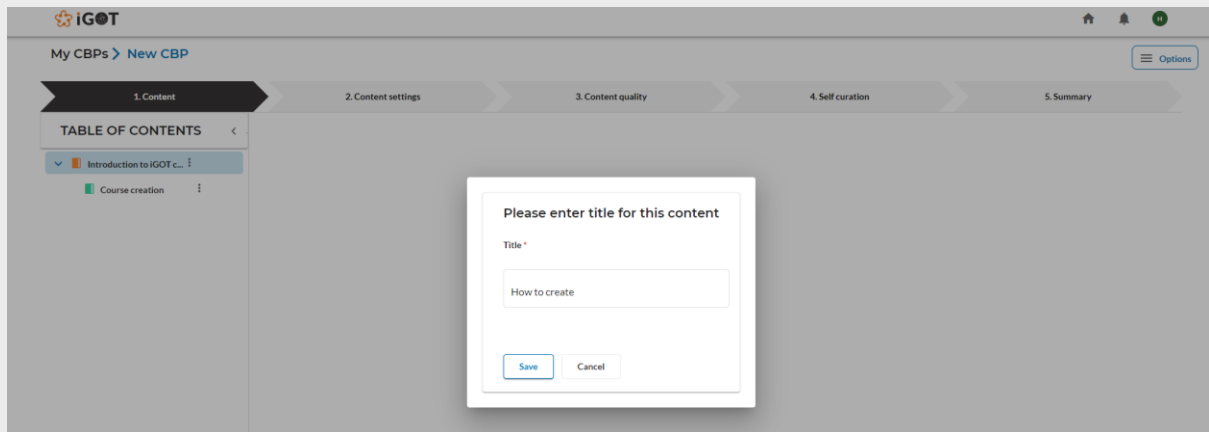 iGOT
H
My CBPs > New CBP
Options
1. Content
2. Content settings
3. Content quality
4. Self curation
5. Summary
TABLE OF CONTENTS
Introduction to iGOT c...
Course creation
Please enter title for this content
Title *
How to create
Save
Cancel